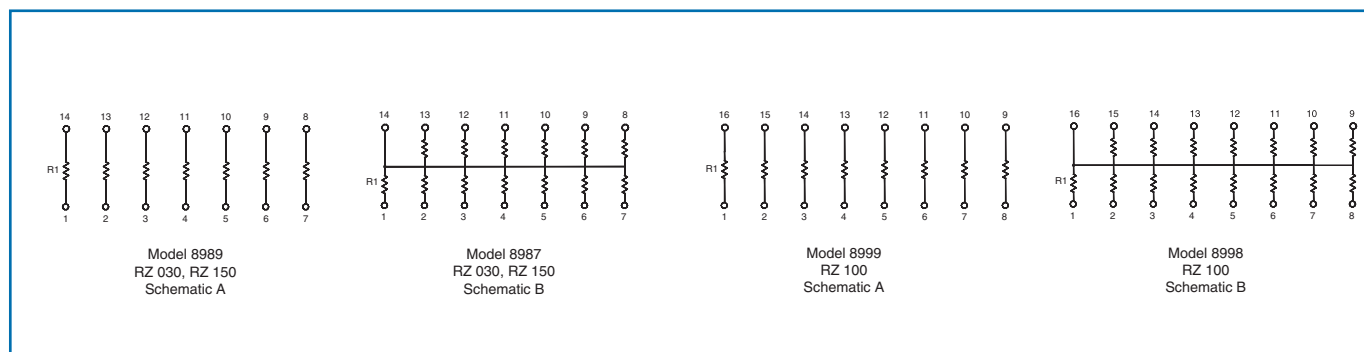 14 13 12 11 10 9 8
R1
1 2 3 4 5 6 7
Model 8989
RZ 030, RZ 150
Schematic A
14 13 12 11 10 9 8
R1
1 2 3 4 5 6 7
Model 8987
RZ 030, RZ 150
Schematic B
16 15 14 13 12 11 10 9
R1
1 2 3 4 5 6 7 8
Model 8999
RZ 100
Schematic A
16 15 14 13 12 11 10 9
R1
1 2 3 4 5 6 7 8
Model 8998
RZ 100
Schematic B